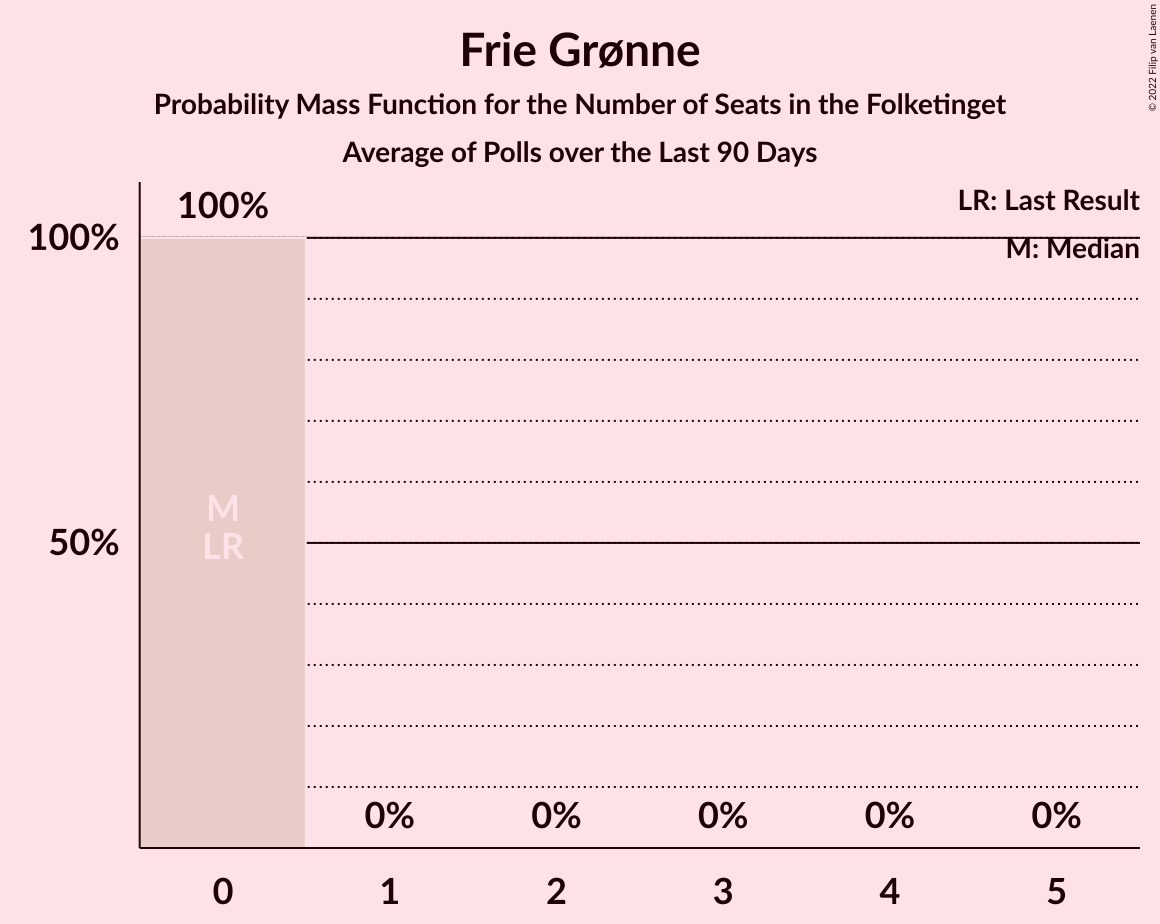 Frie Grønne
Probability Mass Function for the Number of Seats in the Folketinget
Average of Polls over the Last 90 Days
© 2022 Filip van Laenen
LR: Last Result
M: Median
100%
100%
50%
M
LR
0% 0% 0% 0% 0%
0 1 2 3 4 5